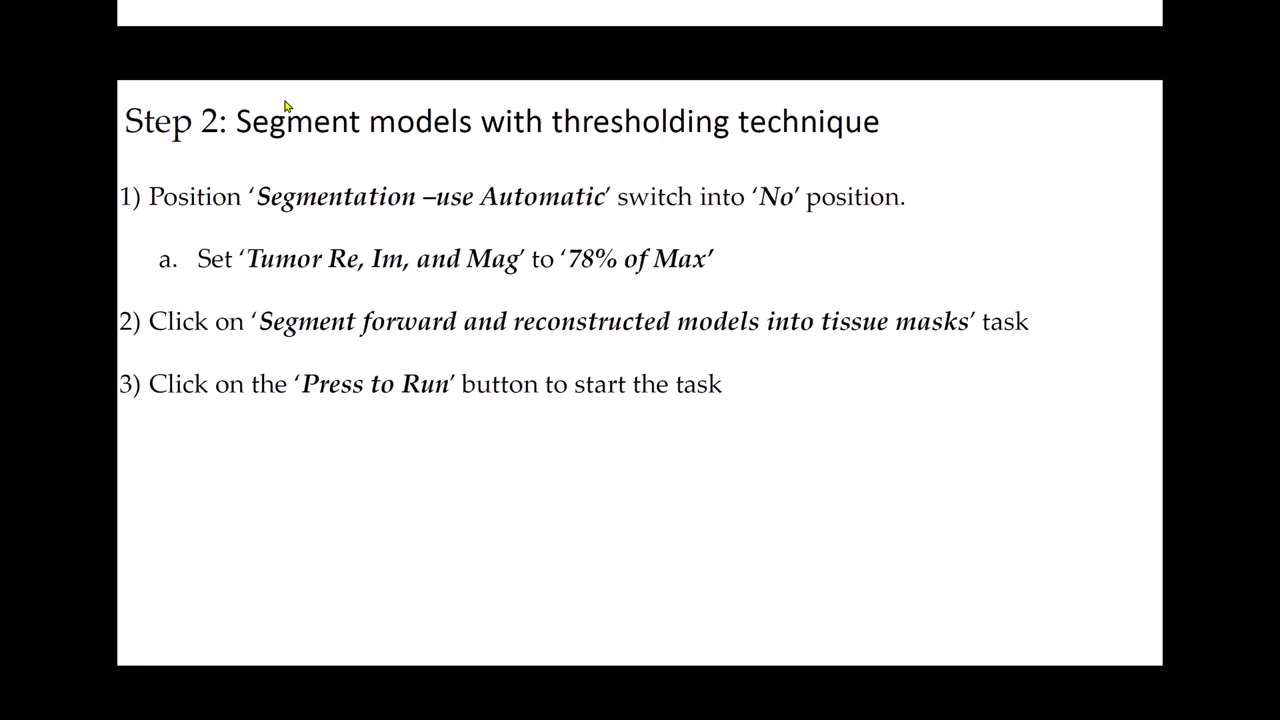 Step 2: Segment models with thresholding technique
1) Position ‘Segmentation –use Automatic’ switch into ‘No’ position.
a. Set ‘Tumor Re, Im, and Mag’ to ‘78% of Max’
2) Click on ‘Segment forward and reconstructed models into tissue masks’ task
3) Click on the ‘Press to Run’ button to start the task